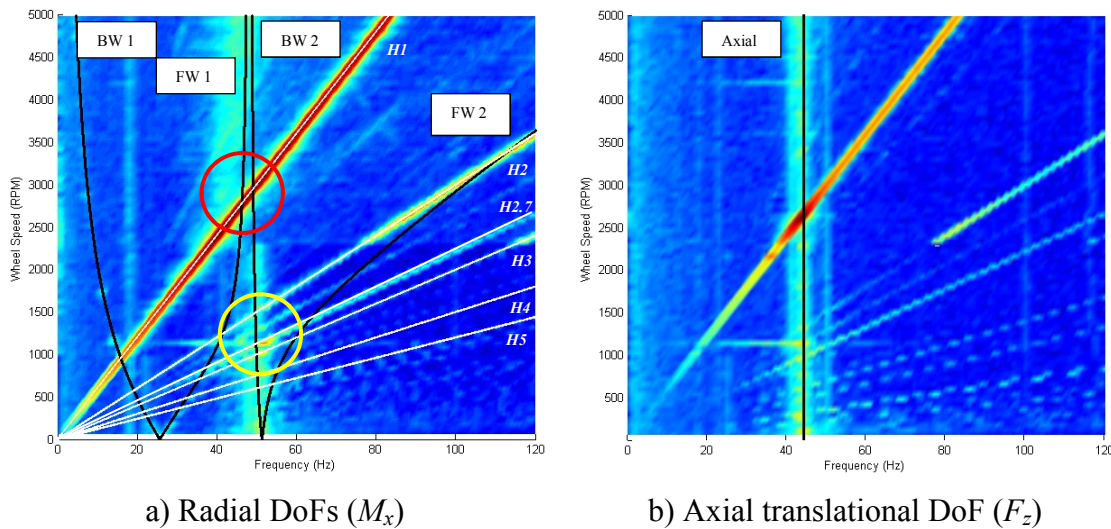 BW 1
FW 1
BW 2
H1
FW 2
H2
H2.7
H3
H4
H5
5000
4500
4000
3500
3000
2500
2000
1500
1000
500
0
Wheel Speed (RPM)
0 20 40 60 80 100 120
Frequency (Hz)
a) Radial DoFs (Mx)
Axial
5000
4500
4000
3500
3000
2500
2000
1500
1000
500
0
Wheel Speed (RPM)
0 20 40 60 80 100 120
Frequency (Hz)
b) Axial translational DoF (Fz)